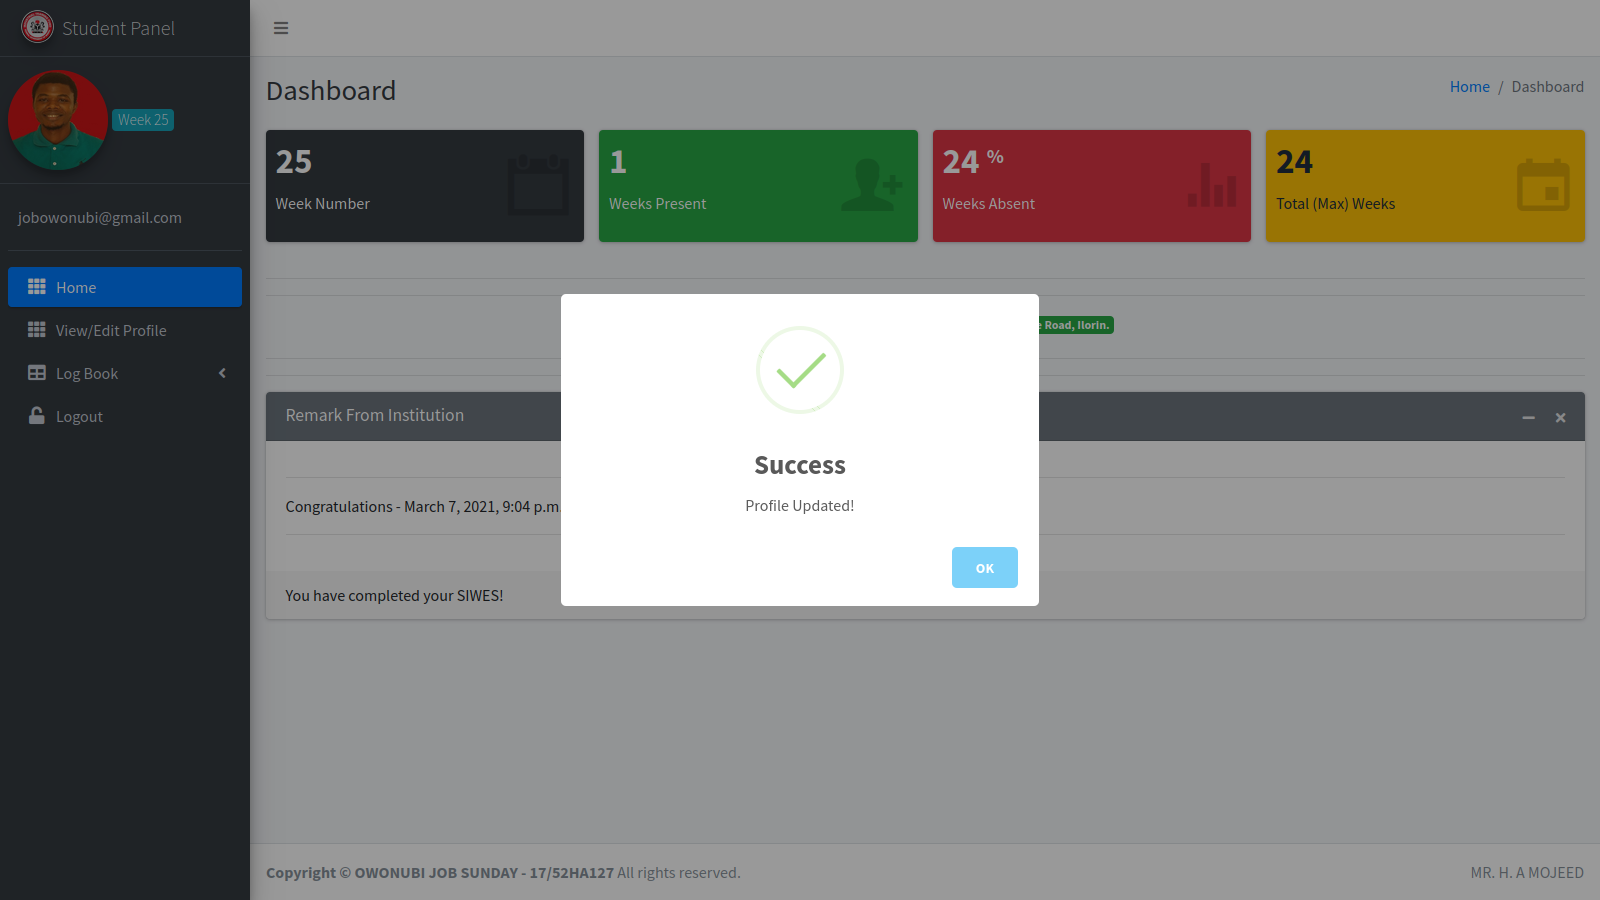 Student Panel
Week 25
jobowonubi@gmail.com
Home
View/Edit Profile
Log Book
Logout
Dashboard
Home / Dashboard
25
Week Number
1
Weeks Present
24 %
Weeks Absent
24
Total (Max) Weeks
Road, Ilorin.
Remark From Institution
Congratulations - March 7, 2021, 9:04 p.m.
You have completed your SIWES!
Success
Profile Updated!
OK
Copyright © OWONUBI JOB SUNDAY - 17/52HA127 All rights reserved.
MR. H. A MOJEED